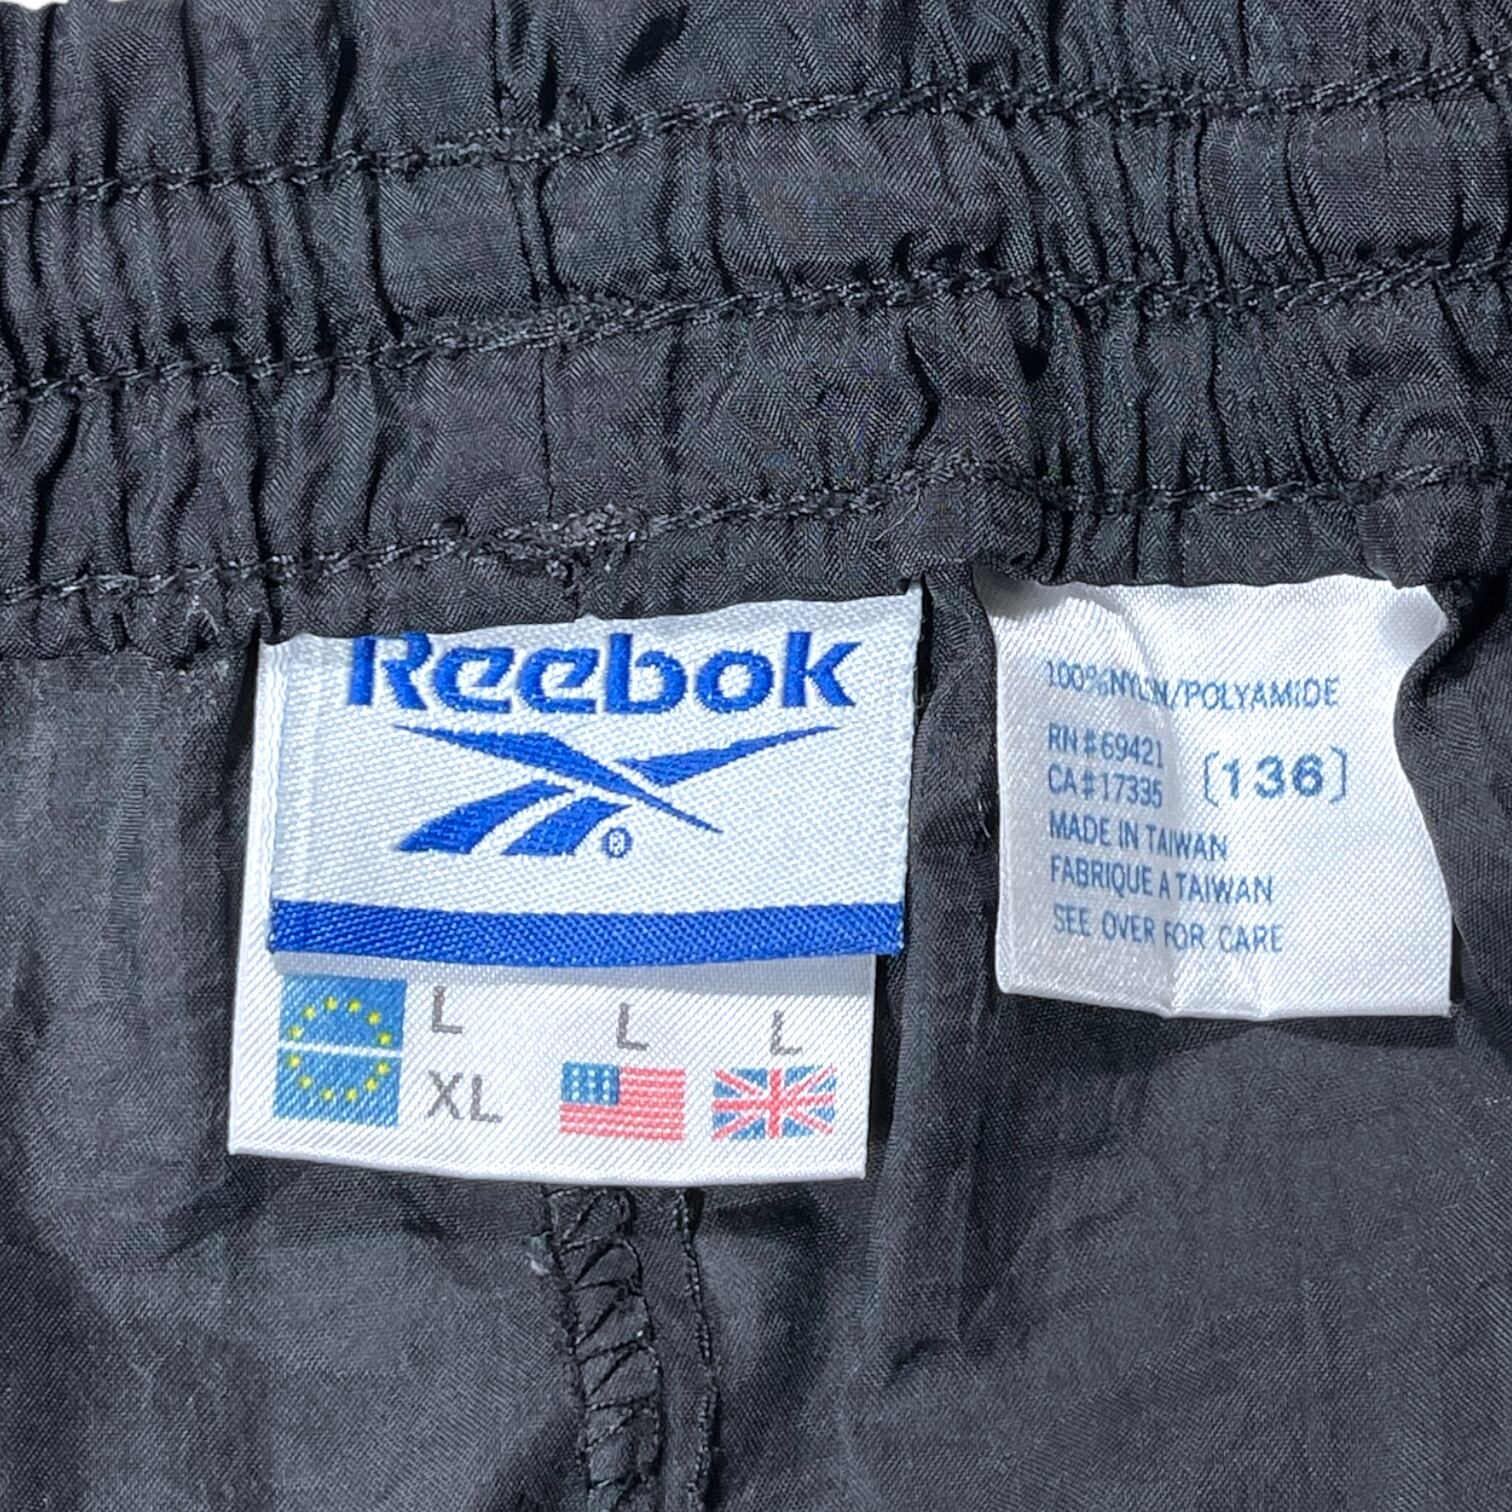 Reebok
®
L
XL
L
L
100%NYLON/POLYAMIDE
RN#69421
CA#17335
[136]
MADE IN TAIWAN
FABRIQUE A TAIWAN
SEE OVER FOR CARE